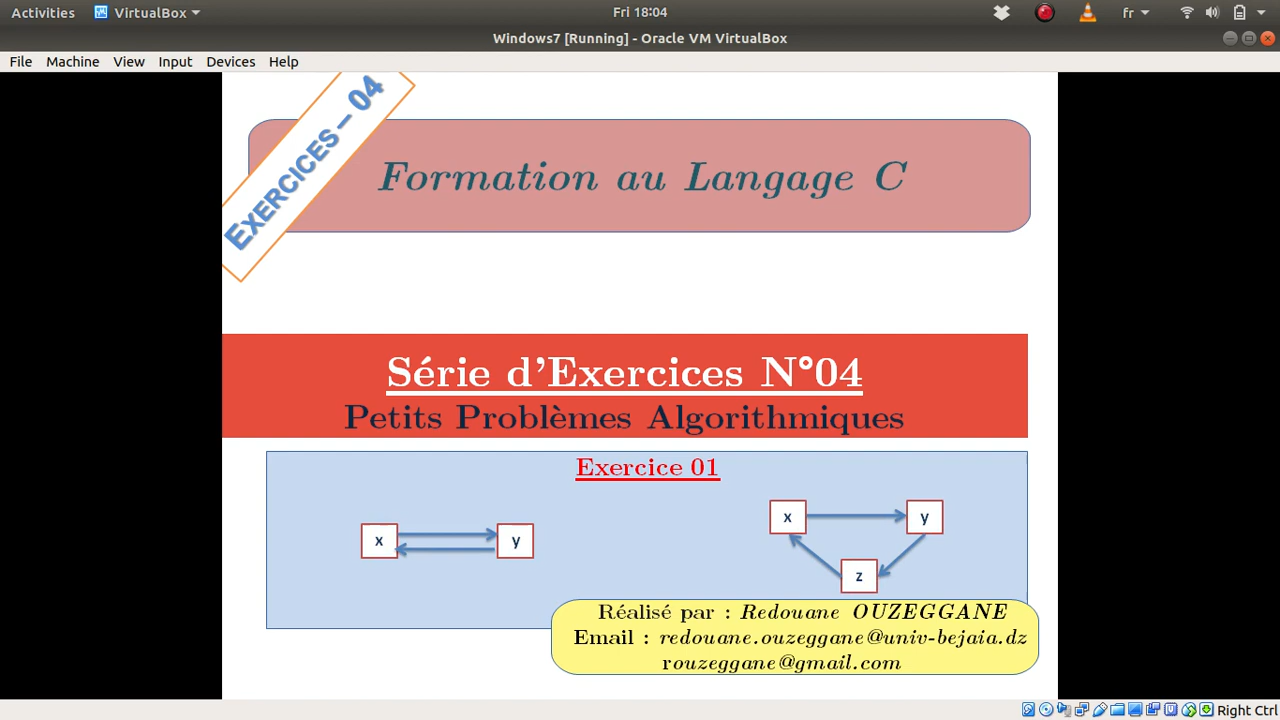 Activities VirtualBox Fri 18:04 fr
Windows7 [Running] - Oracle VM VirtualBox
File Machine View Input Devices Help
EXERCICES – 04
Formation au Langage C
Série d'Exercices N°04
Petits Problèmes Algorithmiques
Exercice 01
x y
x y
z
Réalisé par : Redouane OUZEGGANE
Email : redouane.ouzeggane@univ-bejaia.dz
rouzeggane@gmail.com
Right Ctrl